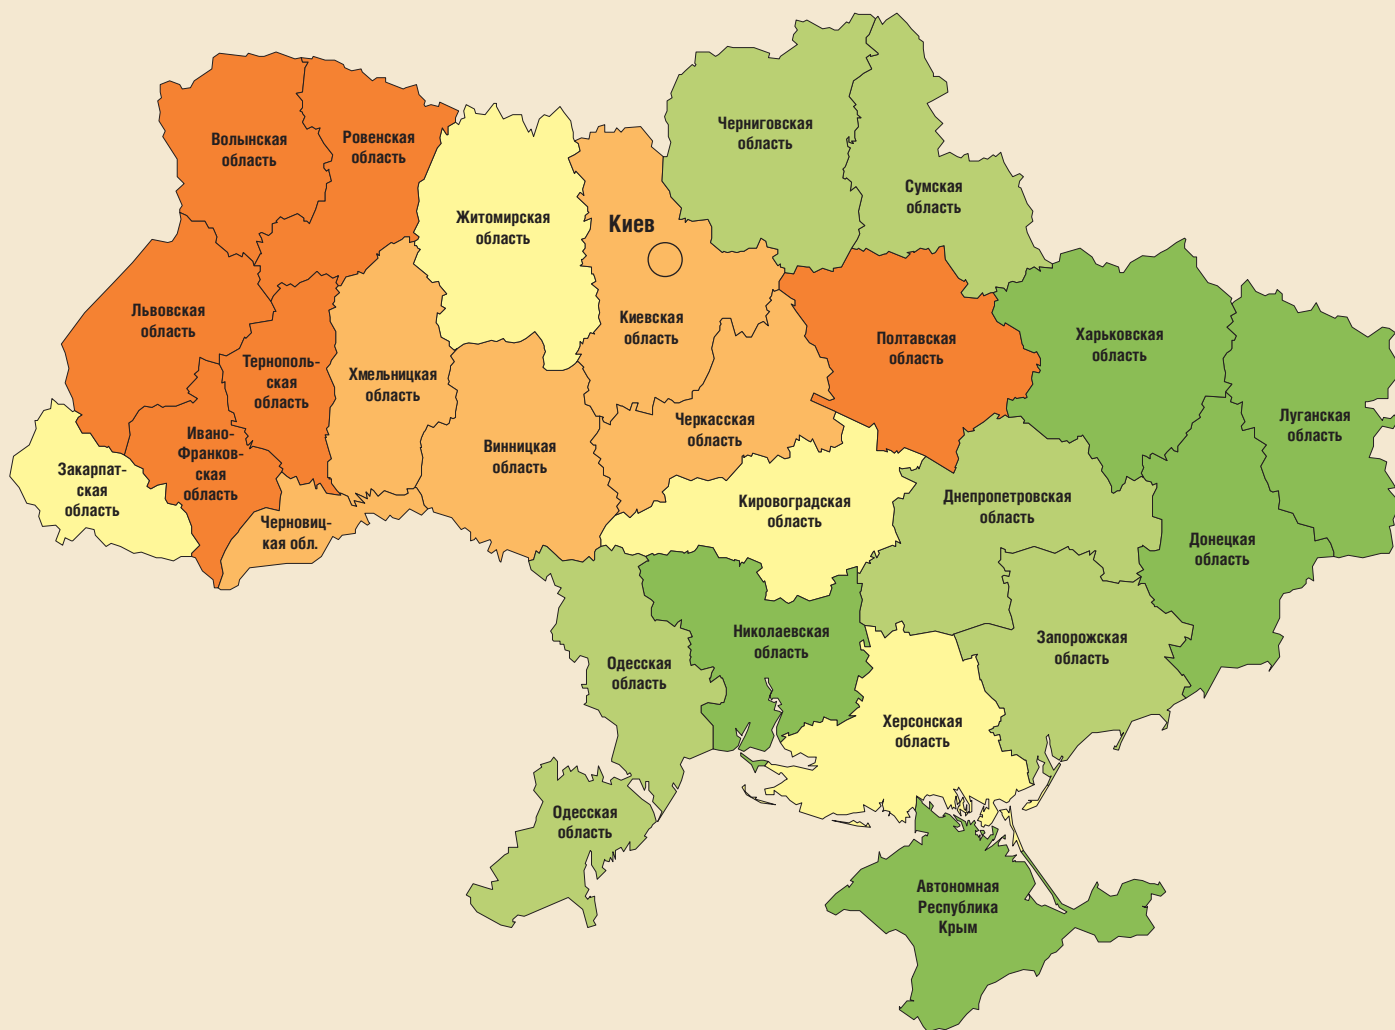 Волынская
область
Ровенская
область
Житомирская
область
Киев
Черниговская
область
Сумская
область
Львовская
область
Тернополь-
ская
область
Хмельницкая
область
Киевская
область
Полтавская
область
Харьковская
область
Луганская
область
Закарпат-
ская
область
Ивано-
Франков-
ская
область
Черновиц-
кая обл.
Винницкая
область
Черкасская
область
Кировоградская
область
Днепропетровская
область
Донецкая
область
Одесская
область
Николаевская
область
Херсонская
область
Запорожская
область
Одесская
область
Автономная
Республика
Крым